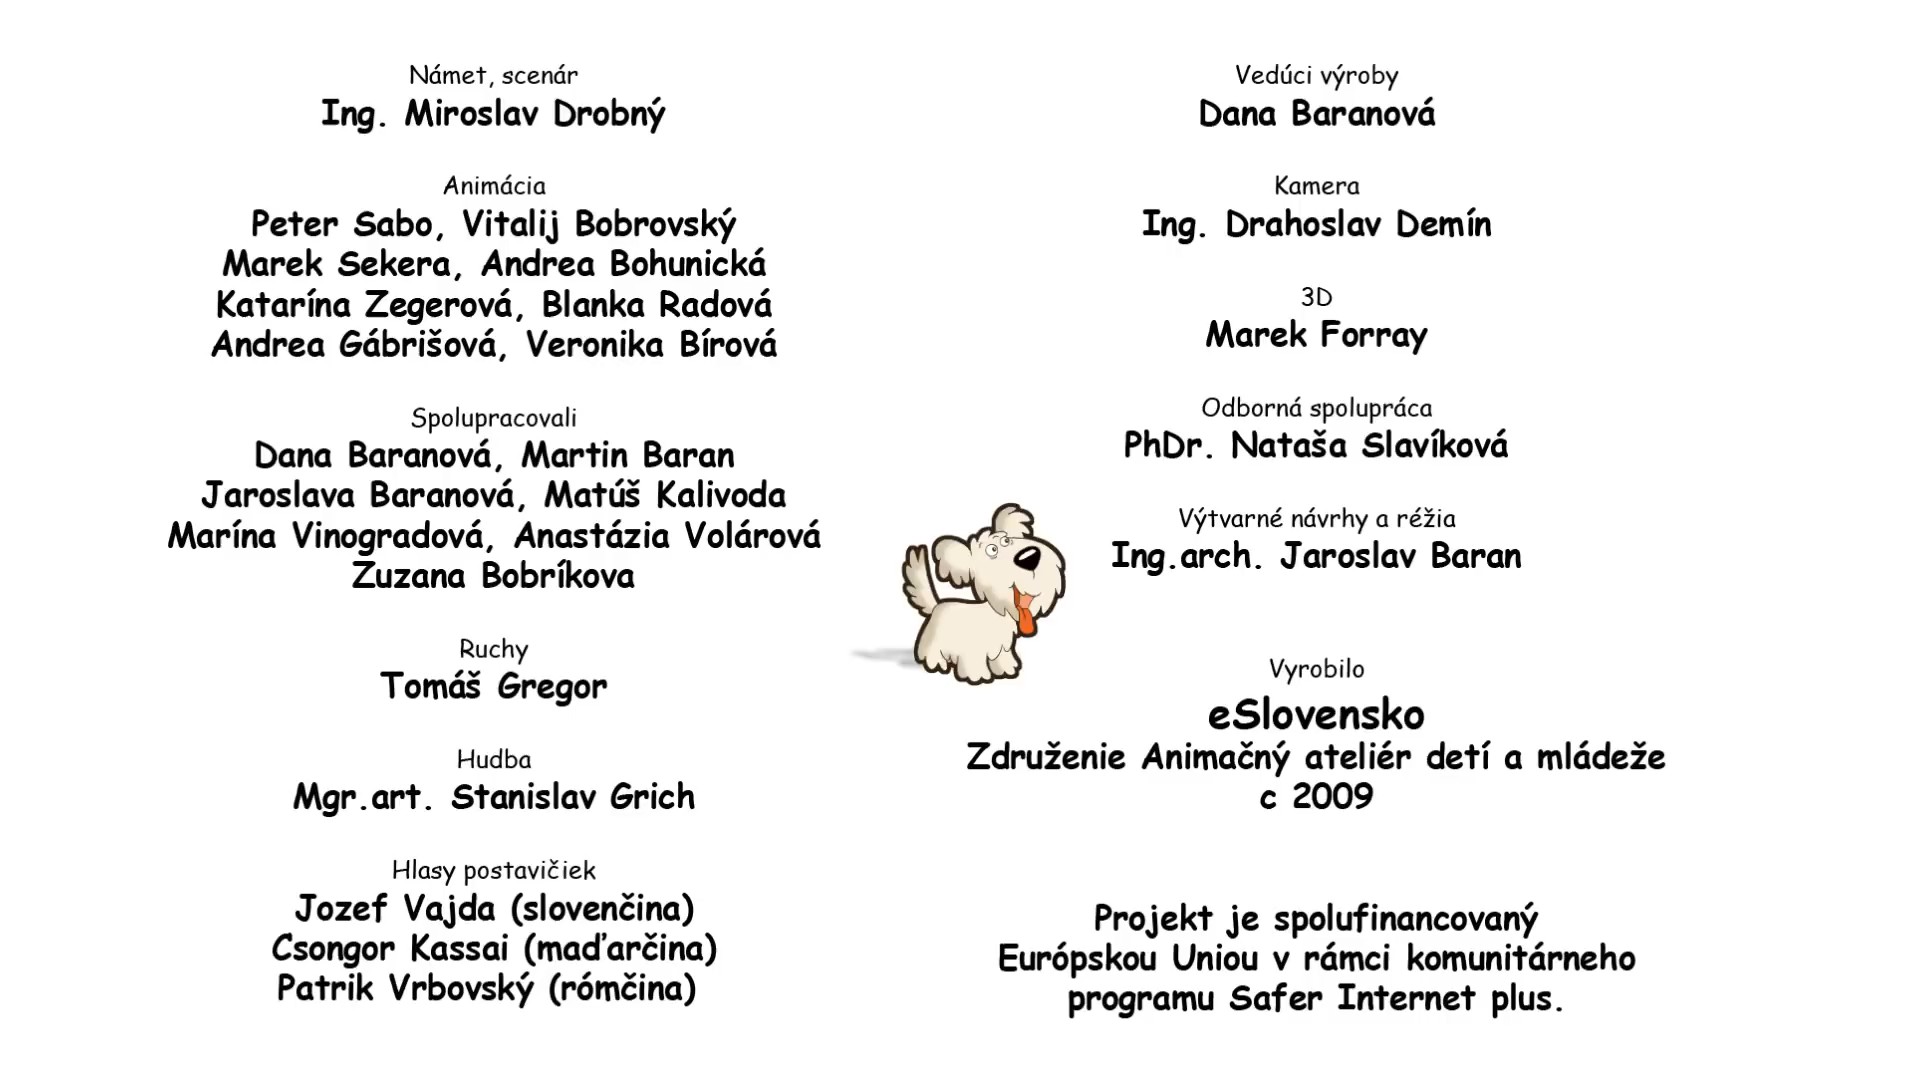 Námet, scenár
Ing. Miroslav Drobný
Animácia
Peter Sabo, Vitalij Bobrovský
Marek Sekera, Andrea Bohunická
Katarína Zegerová, Blanka Radová
Andrea Gábrišová, Veronika Bírová
Spolupracovali
Dana Baranová, Martin Baran
Jaroslava Baranová, Matúš Kalivoda
Marína Vinogradová, Anastázia Volárová
Zuzana Bobríkova
Ruchy
Tomáš Gregor
Hudba
Mgr.art. Stanislav Grich
Hlasy postavičiek
Jozef Vajda (slovenčina)
Csongor Kassai (maďarčina)
Patrik Vrbovský (rómčina)
Vedúci výroby
Dana Baranová
Kamera
Ing. Drahoslav Demín
3D
Marek Forray
Odborná spolupráca
PhDr. Nataša Slavíková
Výtvarné návrhy a réžia
Ing.arch. Jaroslav Baran
Vyrobilo
eSlovensko
Združenie Animačný ateliér detí a mládeže
c 2009
Projekt je spolufinancovaný
Európskou Uniou v rámci komunitárneho
programu Safer Internet plus.